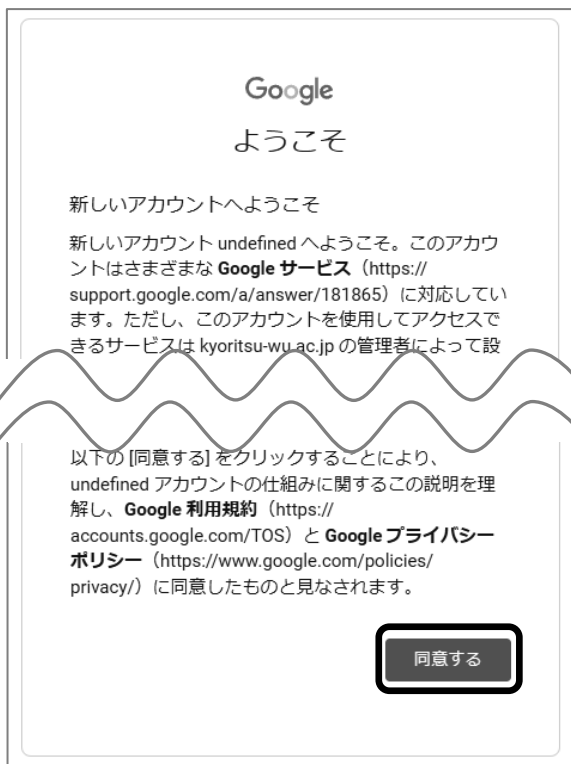 Google
ようこそ
新しいアカウントへようこそ
新しいアカウント undefined へようこそ。このアカウ
ントはさまざまな Google サービス（https://
support.google.com/a/answer/181865）に対応してい
ます。ただし、このアカウントを使用してアクセスで
きるサービスは kyoritsu-wu.ac.jp の管理者によって設
以下の [同意する] をクリックすることにより、
undefined アカウントの仕組みに関するこの説明を理
解し、Google 利用規約（https://
accounts.google.com/TOS）と Google プライバシー
ポリシー（https://www.google.com/policies/
privacy/）に同意したものと見なされます。
同意する